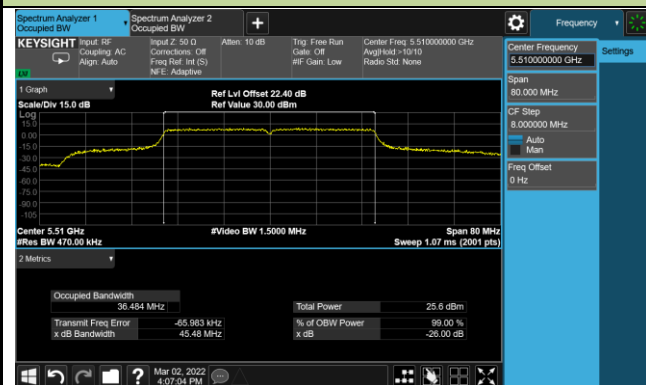 Spectrum Analyzer 1
Occupied BW
Spectrum Analyzer 2
Occupied BW
+
Frequency
KEYSIGHT
Input: RF
Coupling: AC
Align: Auto
Input Z: 50 Ω
Corrections: Off
Freq Ref: Int (S)
NFE: Adaptive
Atten: 10 dB
Trig: Free Run
Gate: Off
#IF Gain: Low
Center Freq: 5.510000000 GHz
Avg|Hold:>10/10
Radio Std: None
LXI
Center Frequency
5.510000000 GHz
Settings
Span
80.000 MHz
CF Step
8.000000 MHz
Auto
Man
Freq Offset
0 Hz
1 Graph
Scale/Div 15.0 dB
Ref Lvl Offset 22.40 dB
Ref Value 30.00 dBm
Log
15.0
0.00
-15.0
-30.0
-45.0
-60.0
-75.0
-90.0
-105
Center 5.51 GHz
#Video BW 1.5000 MHz
Span 80 MHz
#Res BW 470.00 kHz
Sweep 1.07 ms (2001 pts)
2 Metrics
Occupied Bandwidth
36.484 MHz
Total Power 25.6 dBm
Transmit Freq Error -65.983 kHz
% of OBW Power 99.00 %
x dB Bandwidth 45.48 MHz
x dB -26.00 dB
?
Mar 02, 2022
4:07:04 PM